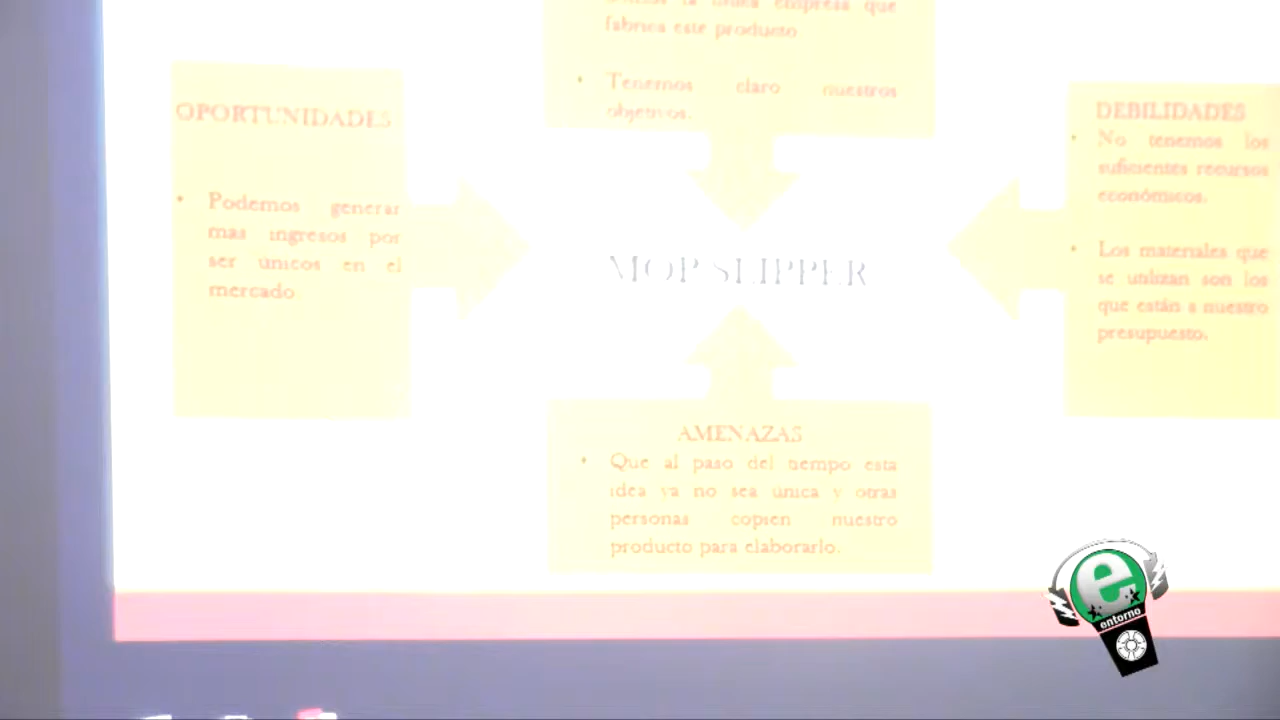 la única empresa que
fabrica este producto
• Tenemos claro nuestros
objetivos.
OPORTUNIDADES
• Podemos generar
mas ingresos por
ser únicos en el
mercado.
MOP SLIPPER
DEBILIDADES
• No tenemos los
suficientes recursos
económicos.
• Los materiales que
se utilizan son los
que están a nuestro
presupuesto.
AMENAZAS
• Que al paso del tiempo esta
idea ya no sea única y otras
personas copien nuestro
producto para elaborarlo.
e
entorno